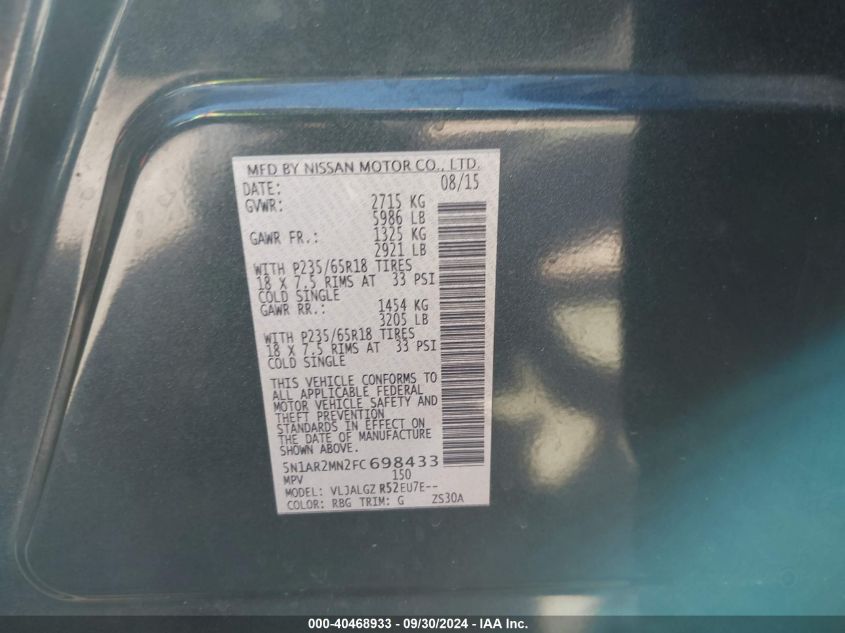 MFD BY NISSAN MOTOR CO., LTD.
DATE: 08/15
GVWR: 2715 KG
5986 LB
GAWR FR.: 1325 KG
2921 LB
WITH P235/65R18 TIRES
18 X 7.5 RIMS AT 33 PSI
COLD SINGLE
GAWR RR.: 1454 KG
3205 LB
WITH P235/65R18 TIRES
18 X 7.5 RIMS AT 33 PSI
COLD SINGLE
THIS VEHICLE CONFORMS TO
ALL APPLICABLE FEDERAL
MOTOR VEHICLE SAFETY AND
THEFT PREVENTION
STANDARDS IN EFFECT ON
THE DATE OF MANUFACTURE
SHOWN ABOVE.
5N1AR2MN2FC698433
MPV 150
MODEL: VLJALGZ R52EU7E--
COLOR: RBG TRIM: G ZS30A
000-40468933 - 09/30/2024 - IAA Inc.